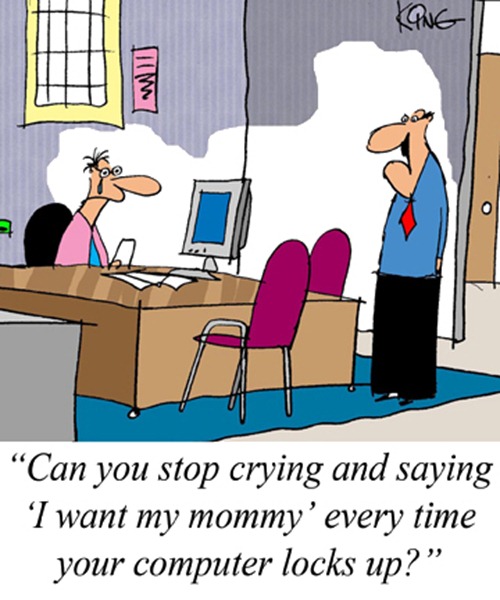 KING
“Can you stop crying and saying
‘I want my mommy’ every time
your computer locks up?”